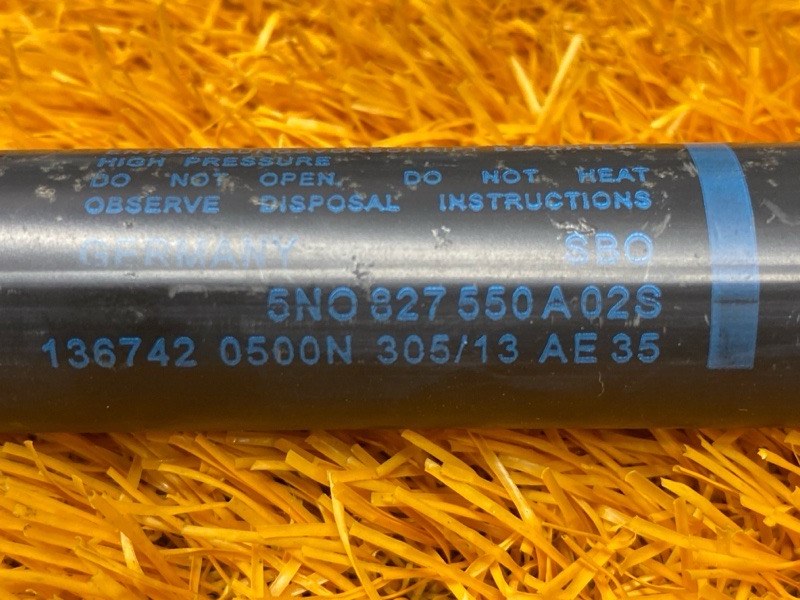 HIGH PRESSURE
DO NOT OPEN, DO NOT HEAT
OBSERVE DISPOSAL INSTRUCTIONS
GERMANY SBO
5NO 827 550 A 02S
136742 0500N 305/13 AE 35